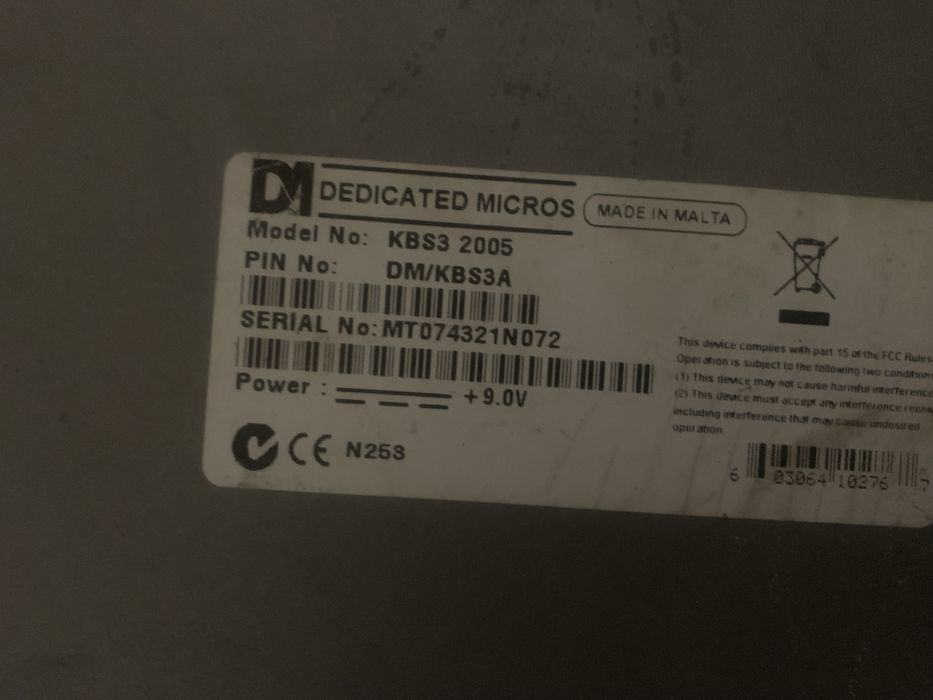 DM DEDICATED MICROS MADE IN MALTA
Model No: KBS3 2005
PIN No: DM/KBS3A
SERIAL No: MT074321N072
Power : +9.0V
CE N253
This device complies with part 15 of the FCC Rules
Operation is subject to the following two condition
(1) This device may not cause harmful interference
(2) This device must accept any interference
including interference that may cause undesired
operation.
6 03064 10276 7